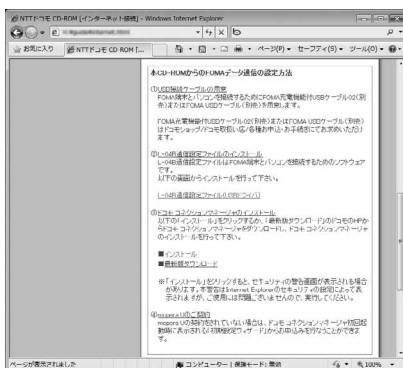 NTTドコモ CD-ROM [インターネット接続] - Windows Internet Explorer
お気に入り
NTTドコモ CD ROM [...
ページ(P)
セーフティ(S)
ツール(O)
本CD-ROMからのFOMAデータ通信の設定方法
①USB接続ケーブルの用意
FOMA端末とパソコンを接続するためにFOMA充電機能付USBケーブル02(別
売)またはFOMA USBケーブル(別売)を用意します。
FOMA充電機能付USBケーブル02(別売)またはFOMA USBケーブル(別売)
はドコモショップ/ドコモ取扱い店/各種お申込・お手続きにてお求めいただけ
ます。
②L-04B通信設定ファイルのインストール
L-04B通信設定ファイルはFOMA端末とパソコンを接続するためのソフトウェア
です。
以下の画面からインストールを行って下さい。
L-04B通信設定ファイル(USBドライバ)
③ドコモ コネクションマネージャのインストール
以下の「インストール」をクリックするか、「最新版ダウンロード」のドコモのHPか
らドコモ コネクションマネージャをダウンロードし、ドコモ コネクションマネージャ
のインストールを行って下さい。
■インストール
■最新版ダウンロード
※「インストール」をクリックすると、セキュリティの警告画面が表示される場合
があります。本警告はInternet Explorerのセキュリティの設定によって表
示されますが、ご使用には問題ございませんので、実行してください。
④mopera Uのご契約
mopera Uの契約をされていない場合は、ドコモ コネクションマネージャ初回起
動時に表示される「初期設定ウィザード」からお申込みを行なうことができま
す。
ページが表示されました
コンピューター | 保護モード: 無効
100%